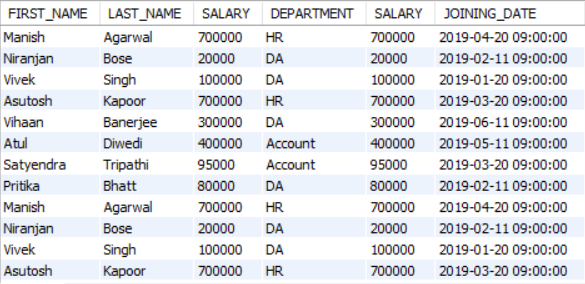 FIRST_NAME LAST_NAME SALARY DEPARTMENT SALARY JOINING_DATE
Manish Agarwal 700000 HR 700000 2019-04-20 09:00:00
Niranjan Bose 20000 DA 20000 2019-02-11 09:00:00
Vivek Singh 100000 DA 100000 2019-01-20 09:00:00
Asutosh Kapoor 700000 HR 700000 2019-03-20 09:00:00
Vihaan Banerjee 300000 DA 300000 2019-06-11 09:00:00
Atul Diwedi 400000 Account 400000 2019-05-11 09:00:00
Satyendra Tripathi 95000 Account 95000 2019-03-20 09:00:00
Pritika Bhatt 80000 DA 80000 2019-02-11 09:00:00
Manish Agarwal 700000 HR 700000 2019-04-20 09:00:00
Niranjan Bose 20000 DA 20000 2019-02-11 09:00:00
Vivek Singh 100000 DA 100000 2019-01-20 09:00:00
Asutosh Kapoor 700000 HR 700000 2019-03-20 09:00:00